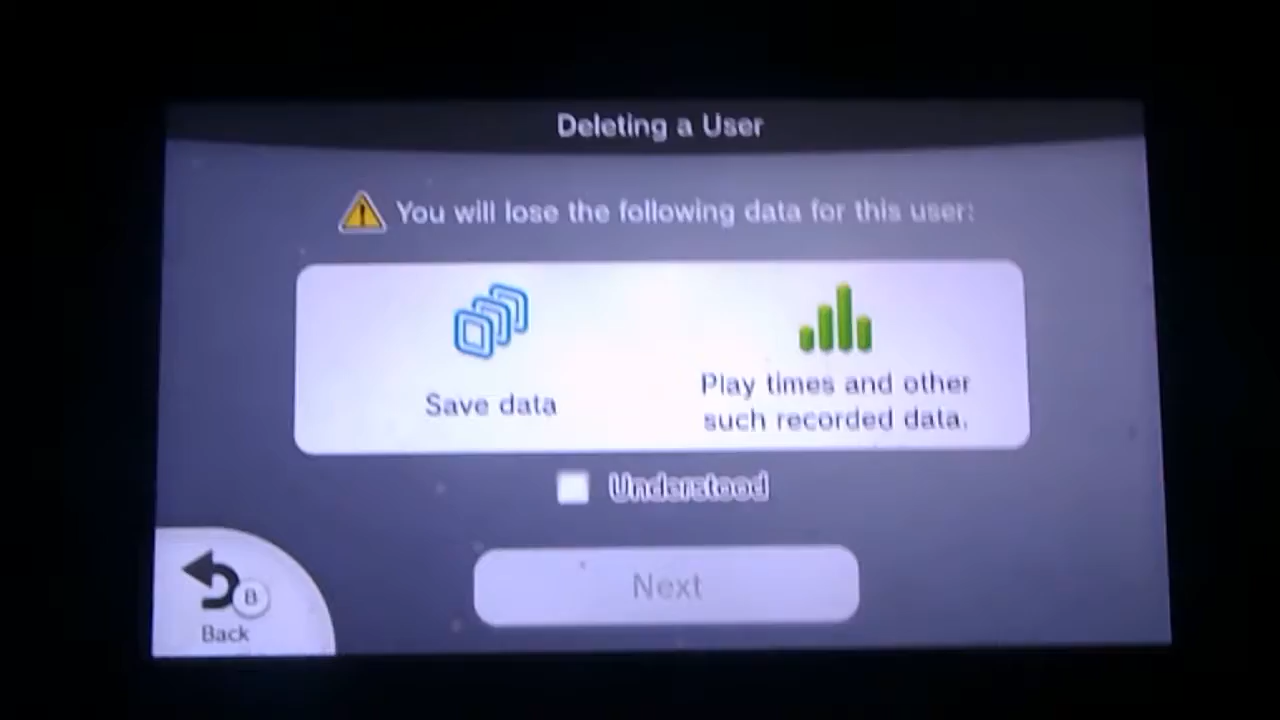 Deleting a User
You will lose the following data for this user:
Save data
Play times and other
such recorded data.
Understood
Next
B
Back